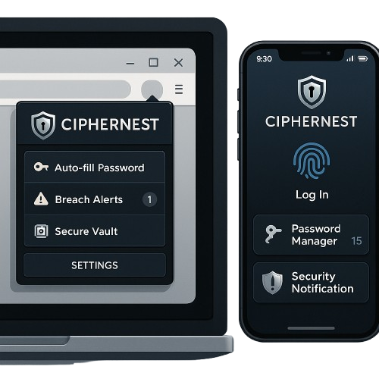 CIPHERNEST
Auto-fill Password
Breach Alerts 1
Secure Vault
SETTINGS
9:30
CIPHERNEST
Log In
Password
Manager 15
Security
Notification